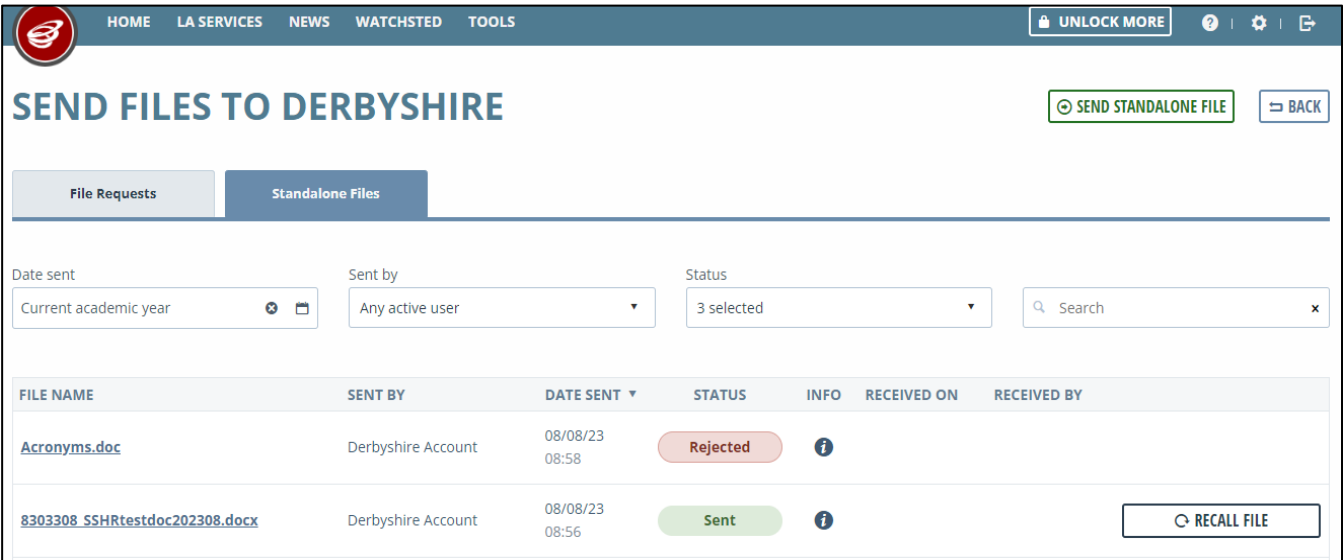 HOME LA SERVICES NEWS WATCHSTED TOOLS UNLOCK MORE
SEND FILES TO DERBYSHIRE
SEND STANDALONE FILE BACK
File Requests Standalone Files
Date sent Sent by Status
Current academic year Any active user 3 selected Search
FILE NAME SENT BY DATE SENT STATUS INFO RECEIVED ON RECEIVED BY
Acronyms.doc Derbyshire Account 08/08/23 Rejected
08:58
8303308_SSHRtestdoc202308.docx Derbyshire Account 08/08/23 Sent RECALL FILE
08:56